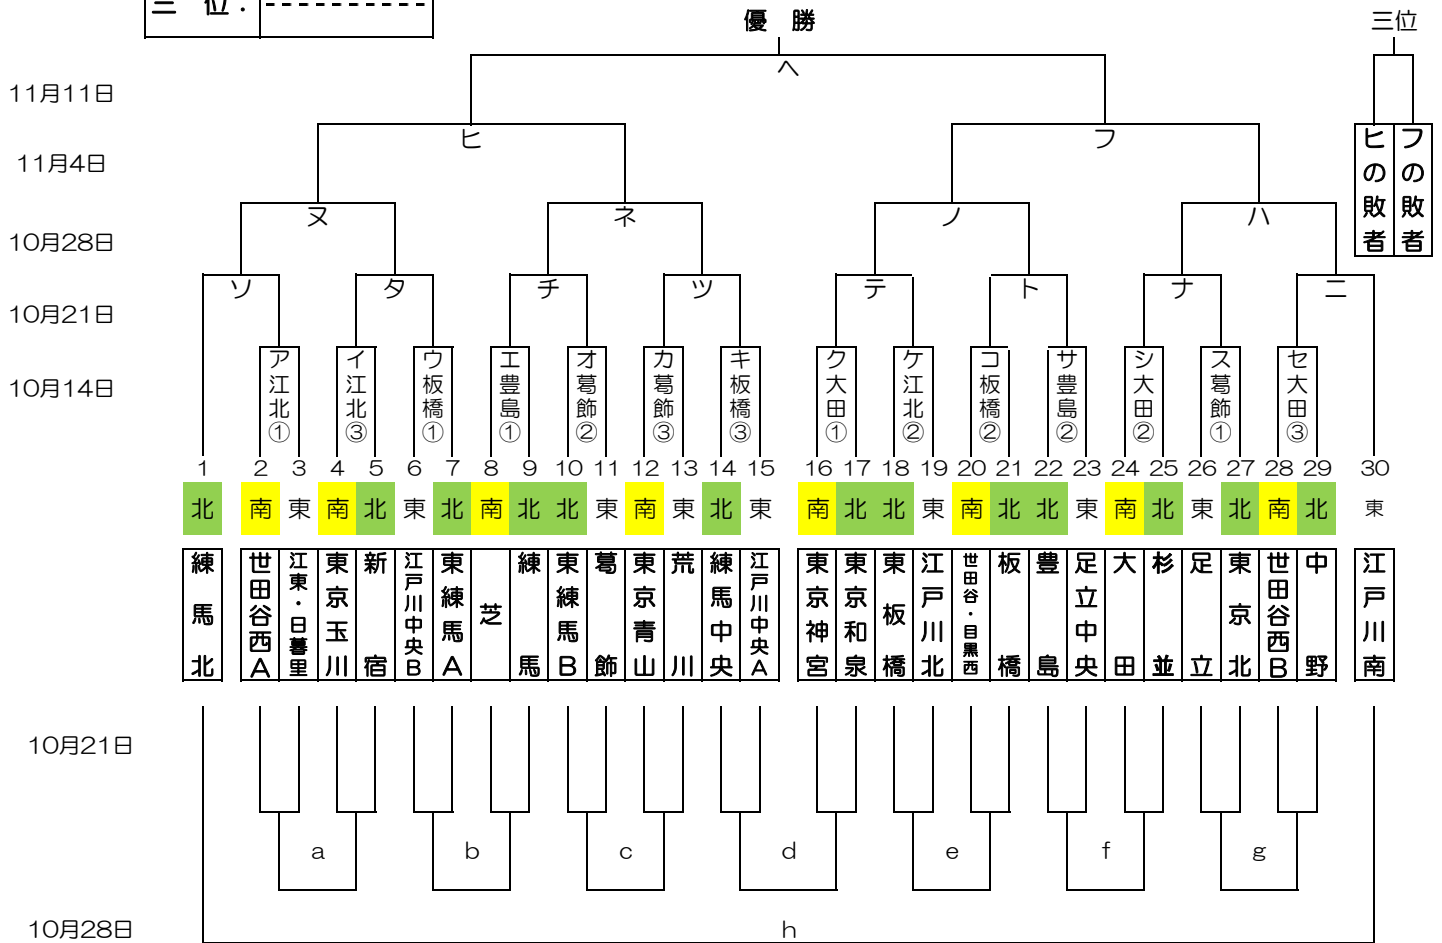 三 位：
優 勝
三位
へ
11月11日
ヒ
フ
11月4日
ヒの敗者
フの敗者
ヌ
ネ
ノ
ハ
10月28日
ソ
タ
チ
ツ
テ
ト
ナ
ニ
10月21日
10月14日
ア江北①
イ江北③
ウ板橋①
エ豊島①
オ葛飾②
カ葛飾③
キ板橋③
ク大田①
ケ江北②
コ板橋②
サ豊島②
シ大田②
ス葛飾①
セ大田③
1 2 3 4 5 6 7 8 9 10 11 12 13 14 15 16 17 18 19 20 21 22 23 24 25 26 27 28 29 30
北 南 東 南 北 東 北 南 北 北 東 南 東 北 東 南 北 北 東 南 北 北 東 南 北 東 北 南 北 東
練馬北
世田谷西A
江東・日暮里
東京玉川
新宿
江戸川中央B
東練馬A
芝
練馬
東練馬B
葛飾
東京青山
荒川
練馬中央
江戸川中央A
東京神宮
東京和泉
東板橋
江戸川北
世田谷・目黒西
板橋
豊島
足立中央
大田
杉並
足立
東京北
世田谷西B
中野
江戸川南
10月21日
a b c d e f g
10月28日
h